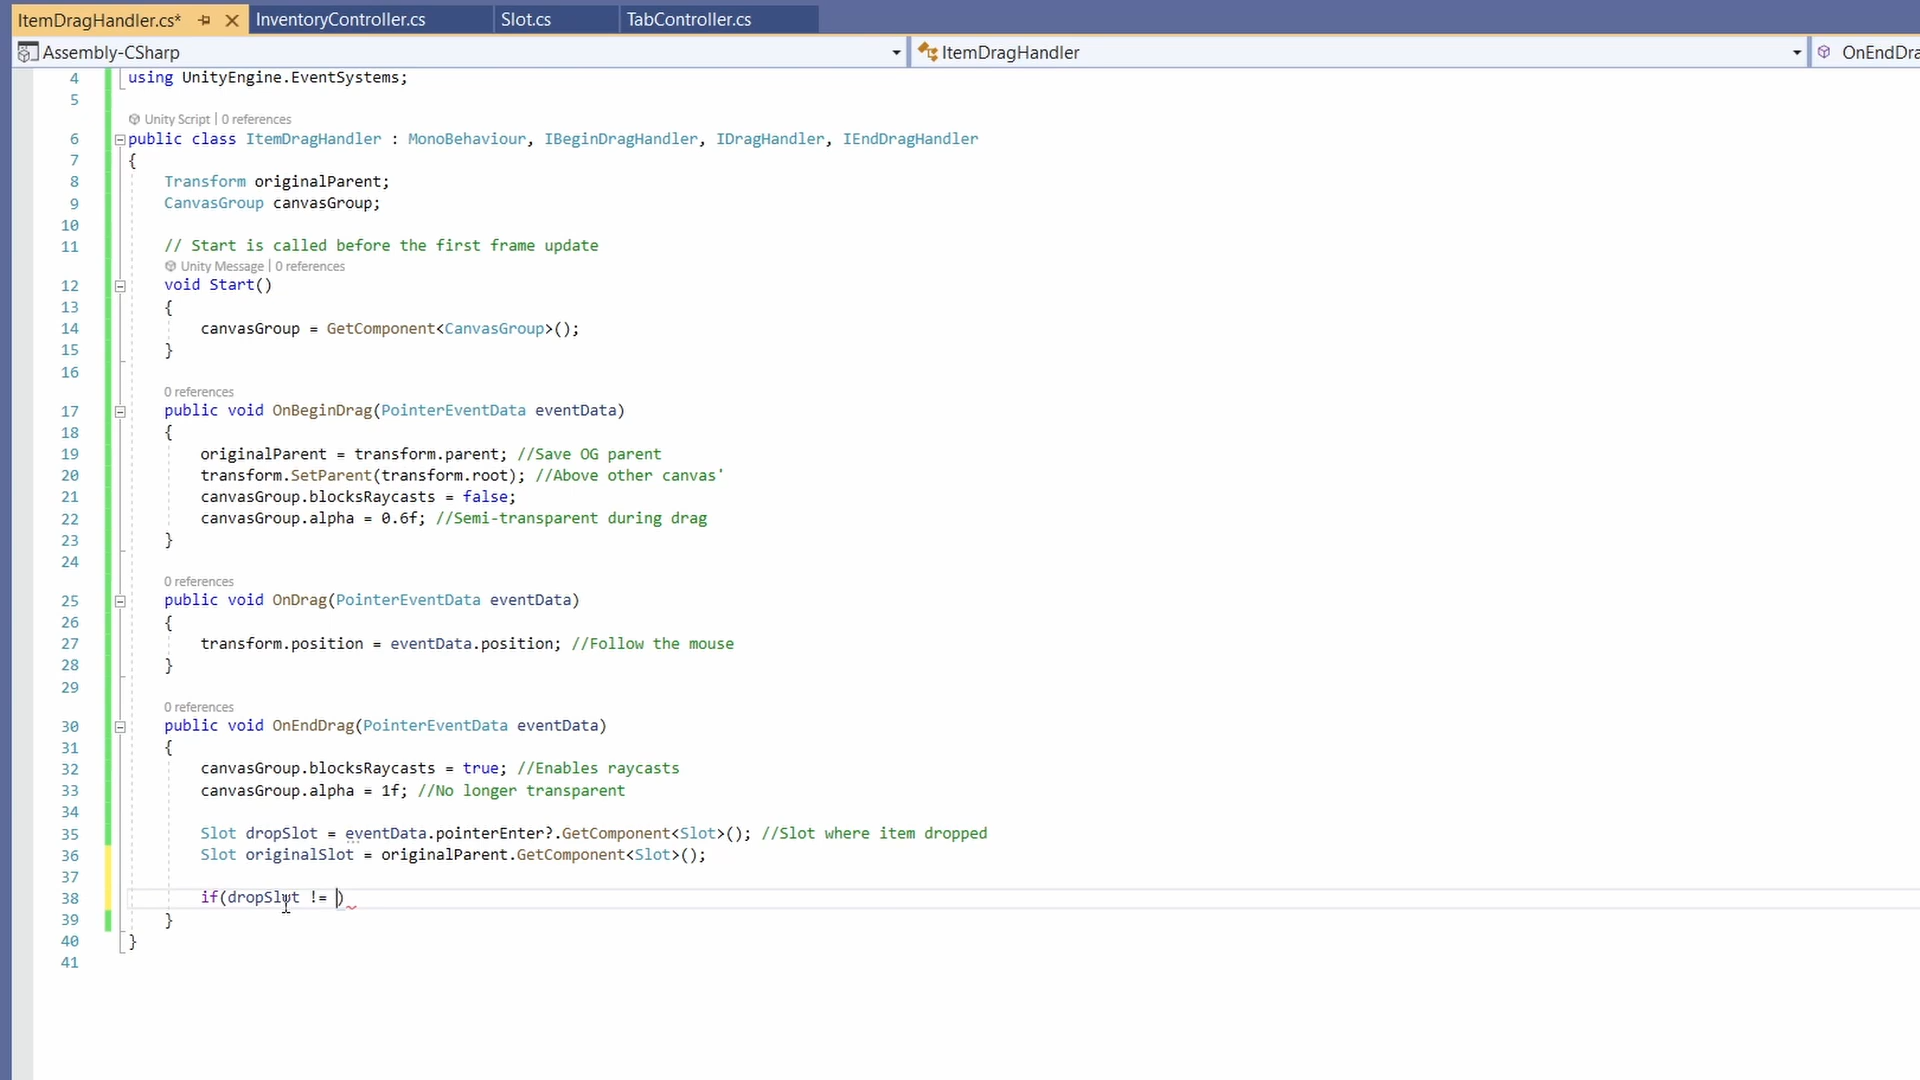 ItemDragHandler.cs* InventoryController.cs Slot.cs TabController.cs
Assembly-CSharp ItemDragHandler OnEndDra
4 using UnityEngine.EventSystems;
5
Unity Script | 0 references
6 public class ItemDragHandler : MonoBehaviour, IBeginDragHandler, IDragHandler, IEndDragHandler
7 {
8 Transform originalParent;
9 CanvasGroup canvasGroup;
10
11 // Start is called before the first frame update
Unity Message | 0 references
12 void Start()
13 {
14 canvasGroup = GetComponent<CanvasGroup>();
15 }
16
0 references
17 public void OnBeginDrag(PointerEventData eventData)
18 {
19 originalParent = transform.parent; //Save OG parent
20 transform.SetParent(transform.root); //Above other canvas'
21 canvasGroup.blocksRaycasts = false;
22 canvasGroup.alpha = 0.6f; //Semi-transparent during drag
23 }
24
0 references
25 public void OnDrag(PointerEventData eventData)
26 {
27 transform.position = eventData.position; //Follow the mouse
28 }
29
0 references
30 public void OnEndDrag(PointerEventData eventData)
31 {
32 canvasGroup.blocksRaycasts = true; //Enables raycasts
33 canvasGroup.alpha = 1f; //No longer transparent
34
35 Slot dropSlot = eventData.pointerEnter?.GetComponent<Slot>(); //Slot where item dropped
36 Slot originalSlot = originalParent.GetComponent<Slot>();
37
38 if(dropSlot != )
39 }
40 }
41